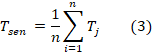 T_{sen} = \frac{1}{n} \sum_{i=1}^{n} T_j (3)